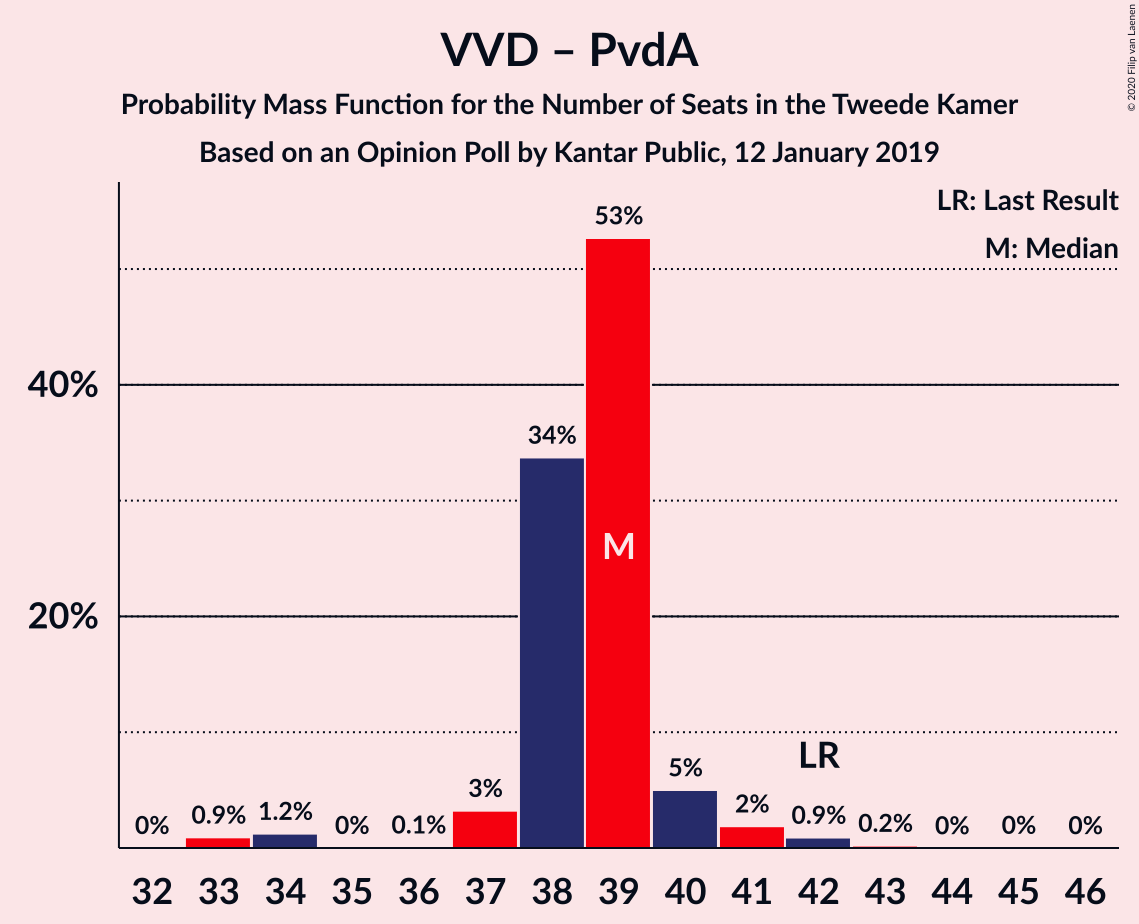 VVD – PvdA
Probability Mass Function for the Number of Seats in the Tweede Kamer
Based on an Opinion Poll by Kantar Public, 12 January 2019
© 2020 Filip van Laenen
LR: Last Result
M: Median
53%
40%
34%
M
20%
LR
0% 0.9% 1.2% 0% 0.1% 3% 5% 2% 0.9% 0.2% 0% 0% 0%
32 33 34 35 36 37 38 39 40 41 42 43 44 45 46